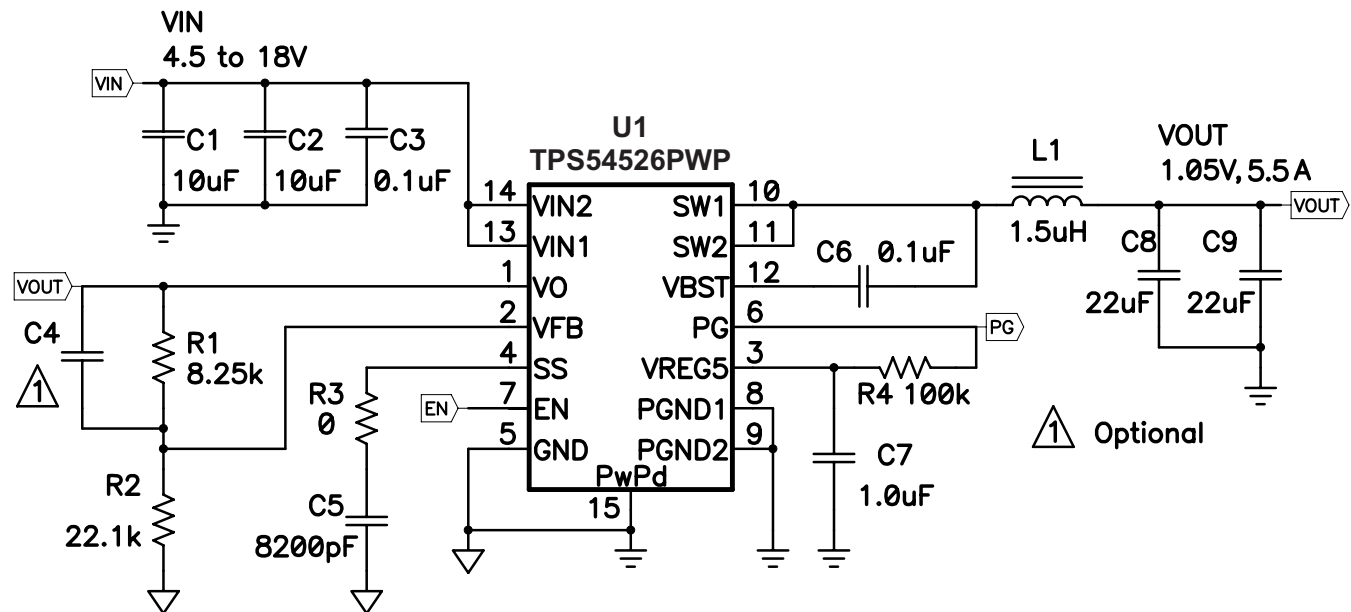 VIN
4.5 to 18V
VIN
C1
10uF
C2
10uF
C3
0.1uF
U1
TPS54526PWP
14
VIN2
13
VIN1
1
VO
2
VFB
4
SS
7
EN
5
GND
PwPd
15
SW1
10
SW2
11
VBST
12
PG
6
VREG5
3
PGND1
8
PGND2
9
VOUT
C4
1
R1
8.25k
R2
22.1k
R3
0
C5
8200pF
EN
C6
0.1uF
L1
1.5uH
VOUT
1.05V, 5.5 A
VOUT
C8
22uF
C9
22uF
PG
R4 100k
C7
1.0uF
1 Optional